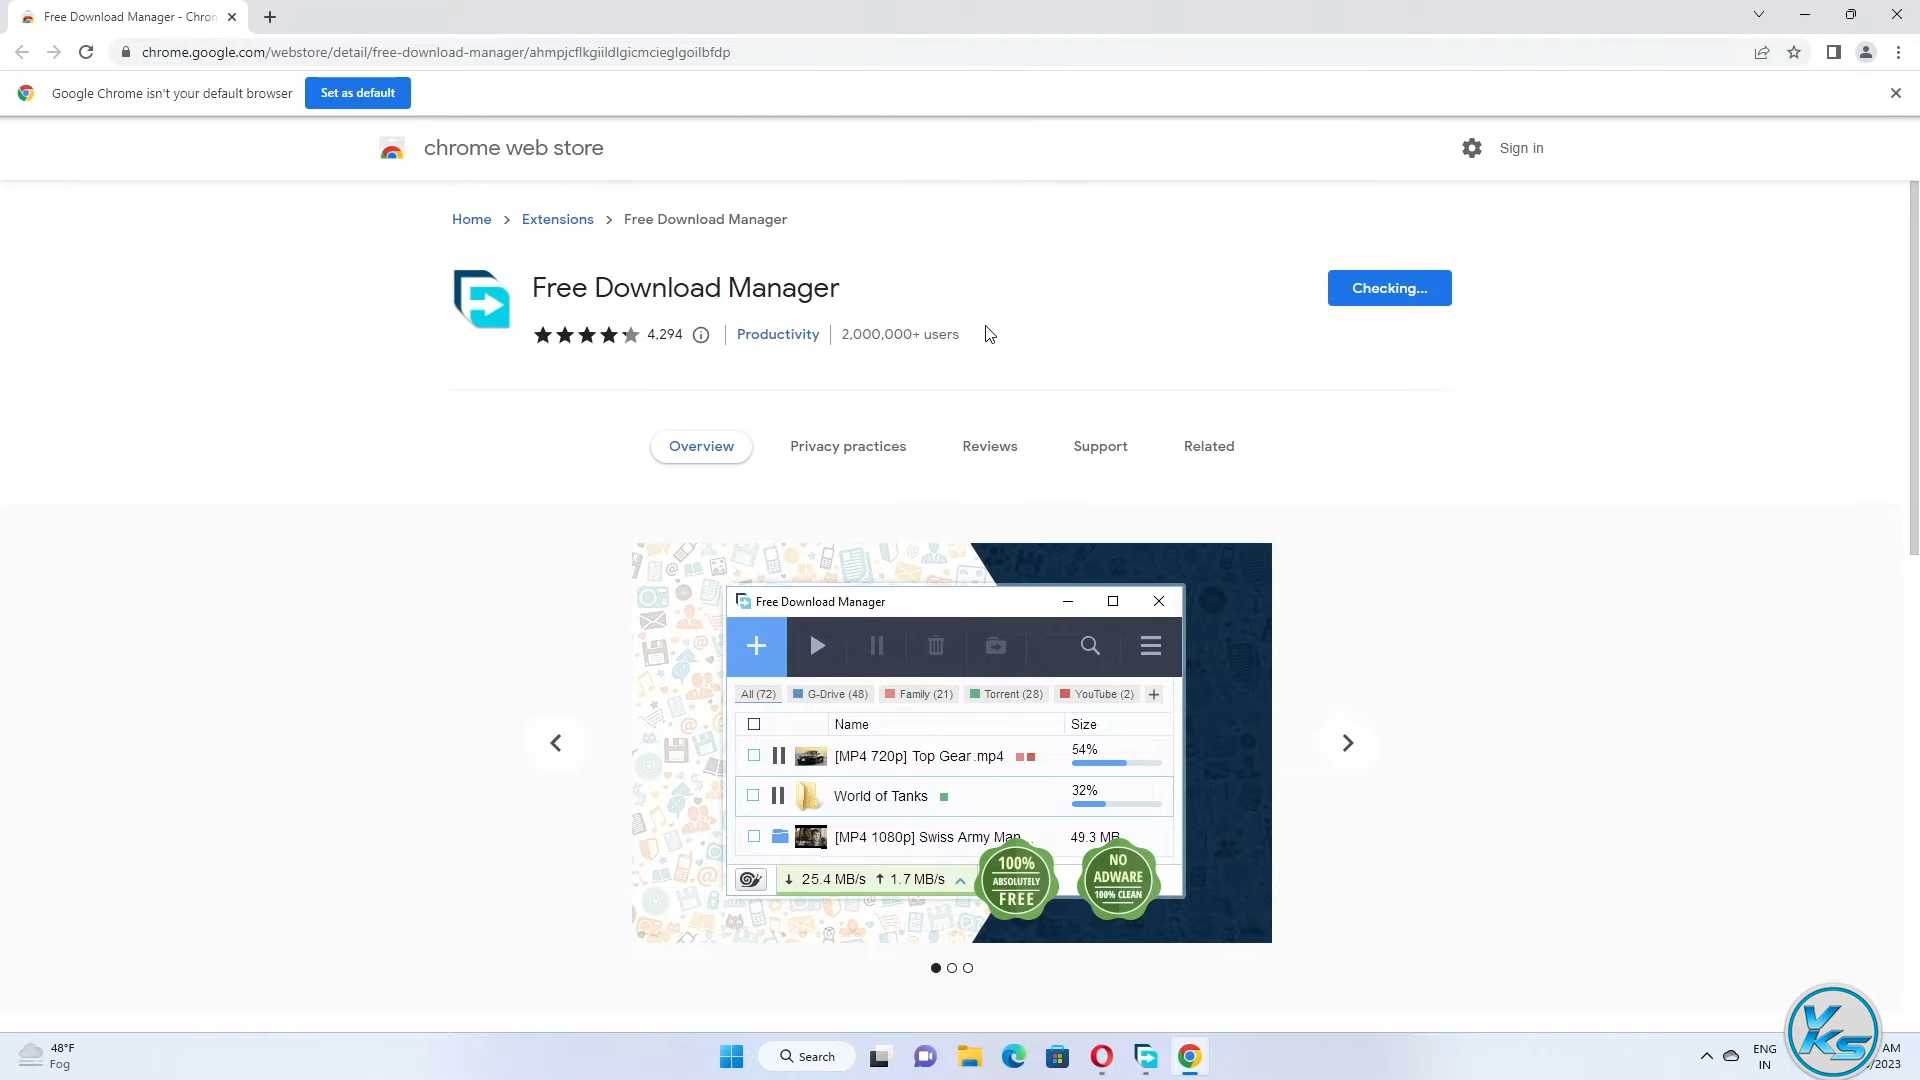 Free Download Manager - Chron
chrome.google.com/webstore/detail/free-download-manager/ahmpjcflkgiildlgicmcieglgoilbfdp
Google Chrome isn't your default browser
Set as default
chrome web store
Sign in
Home > Extensions > Free Download Manager
Free Download Manager
Checking...
4,294
Productivity
2,000,000+ users
Overview
Privacy practices
Reviews
Support
Related
Free Download Manager
All (72)
G-Drive (48)
Family (21)
Torrent (28)
YouTube (2)
Name
Size
[MP4 720p] Top Gear.mp4
54%
World of Tanks
32%
[MP4 1080p] Swiss Army Man...
49.3 MB
25.4 MB/s
1.7 MB/s
100%
ABSOLUTELY
FREE
NO
ADWARE
100% CLEAN
48°F
Fog
Search
ENG
IN
AM
/2023
YKS